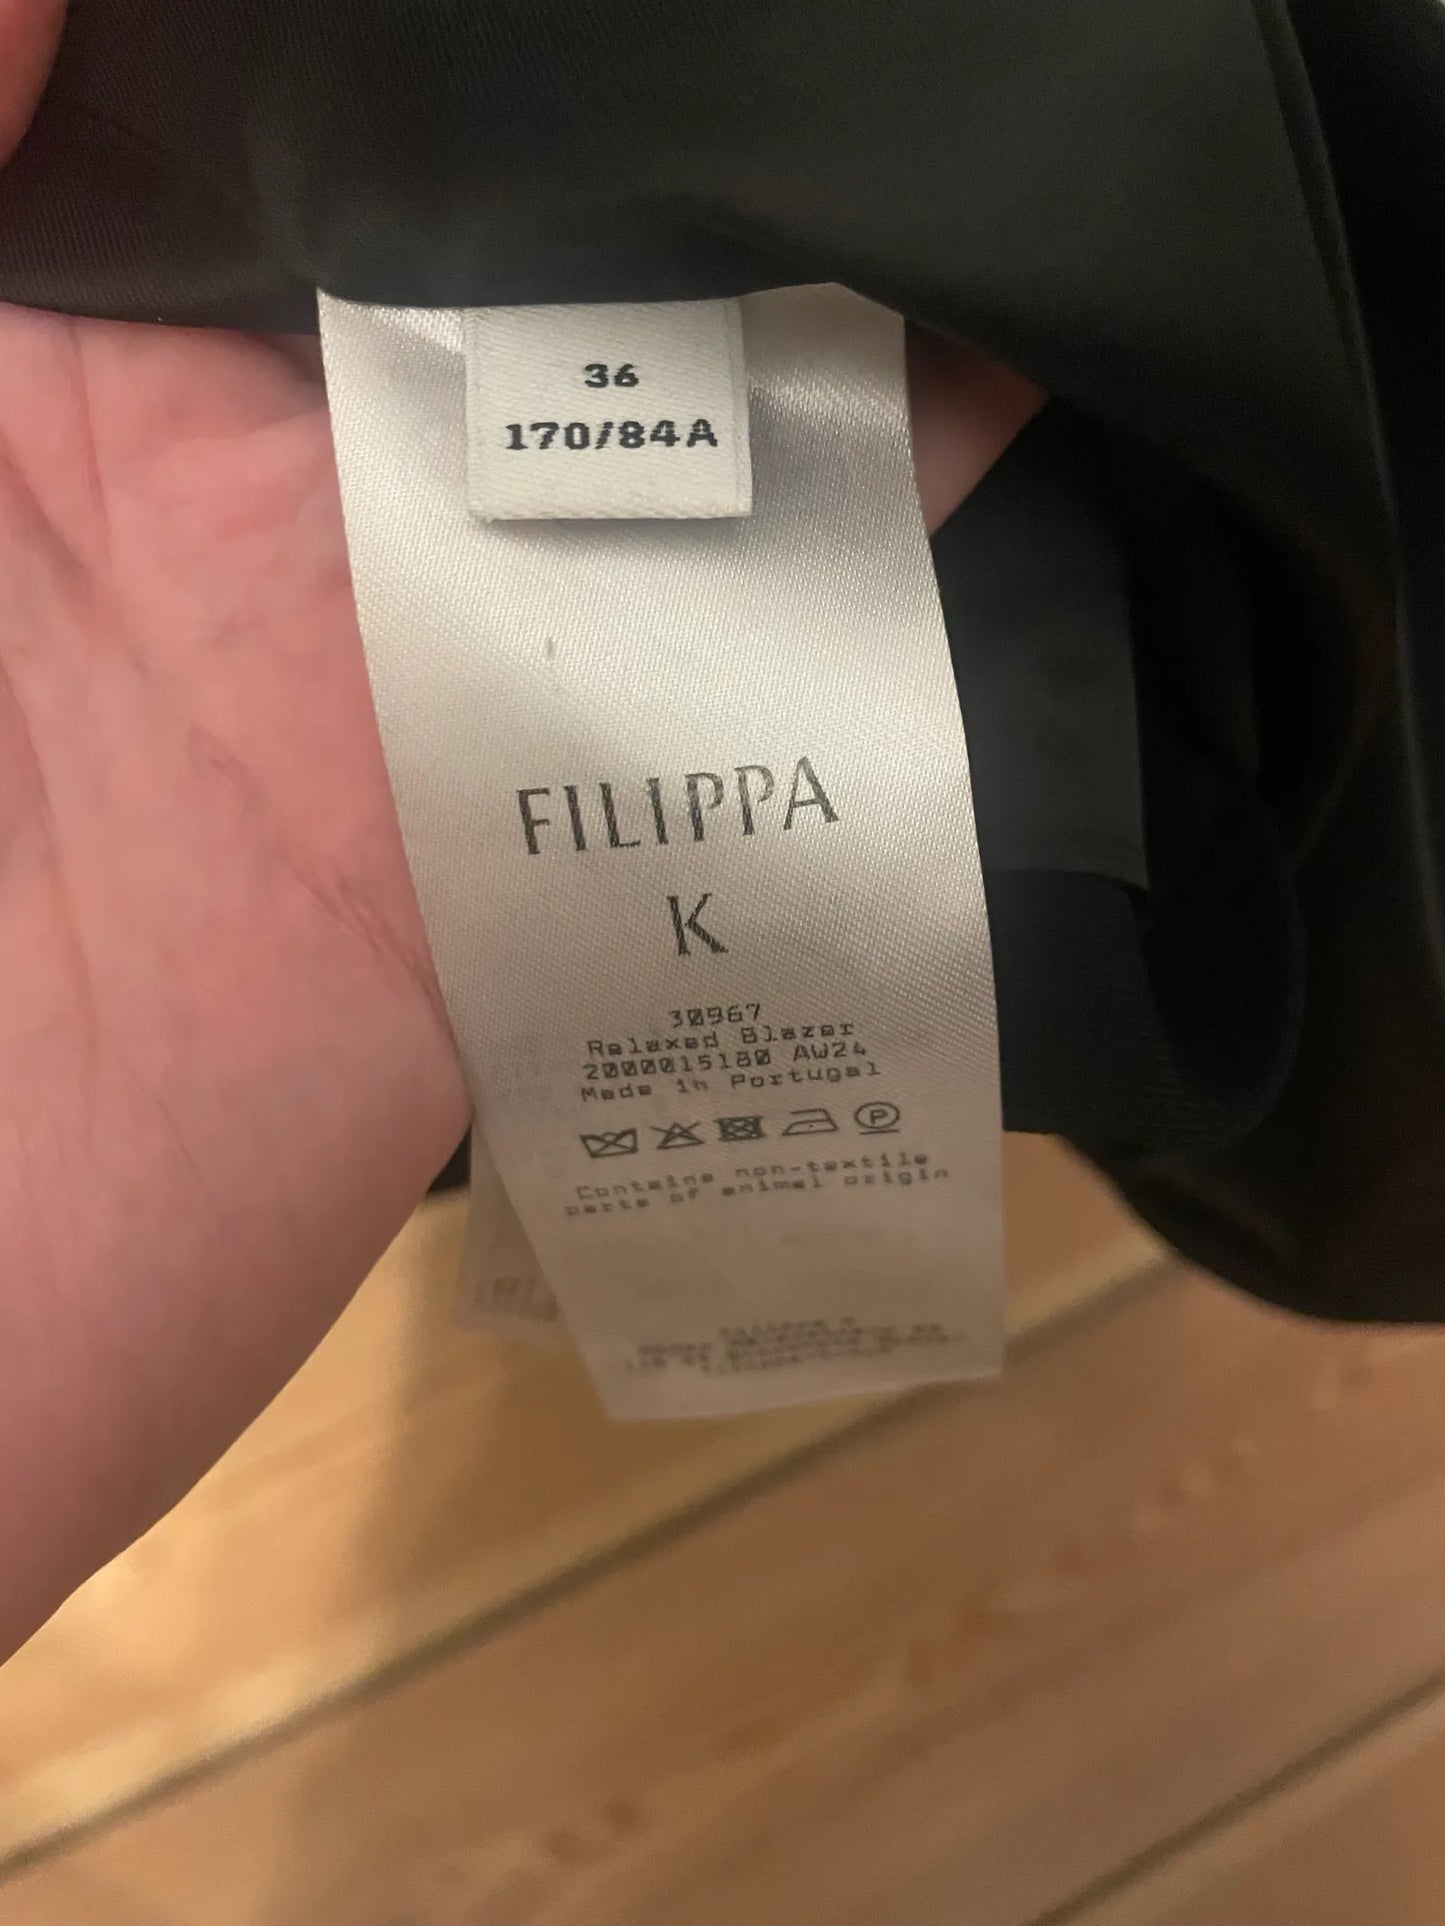 36
170/84A
FILIPPA
K
30967
Relaxed Blazer
2000015180 AW24
Made in Portugal
P
Contains non-textile
parts of animal origin
Filippa K